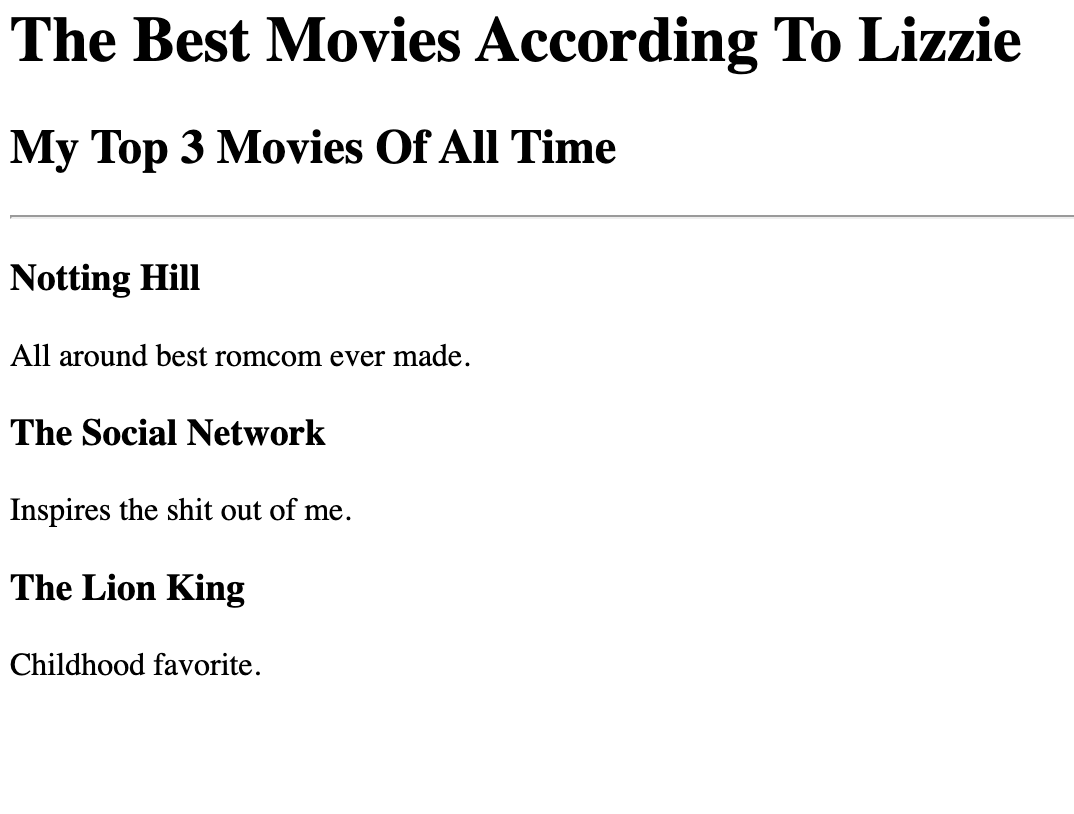 The Best Movies According To Lizzie
My Top 3 Movies Of All Time
Notting Hill
All around best romcom ever made.
The Social Network
Inspires the shit out of me.
The Lion King
Childhood favorite.